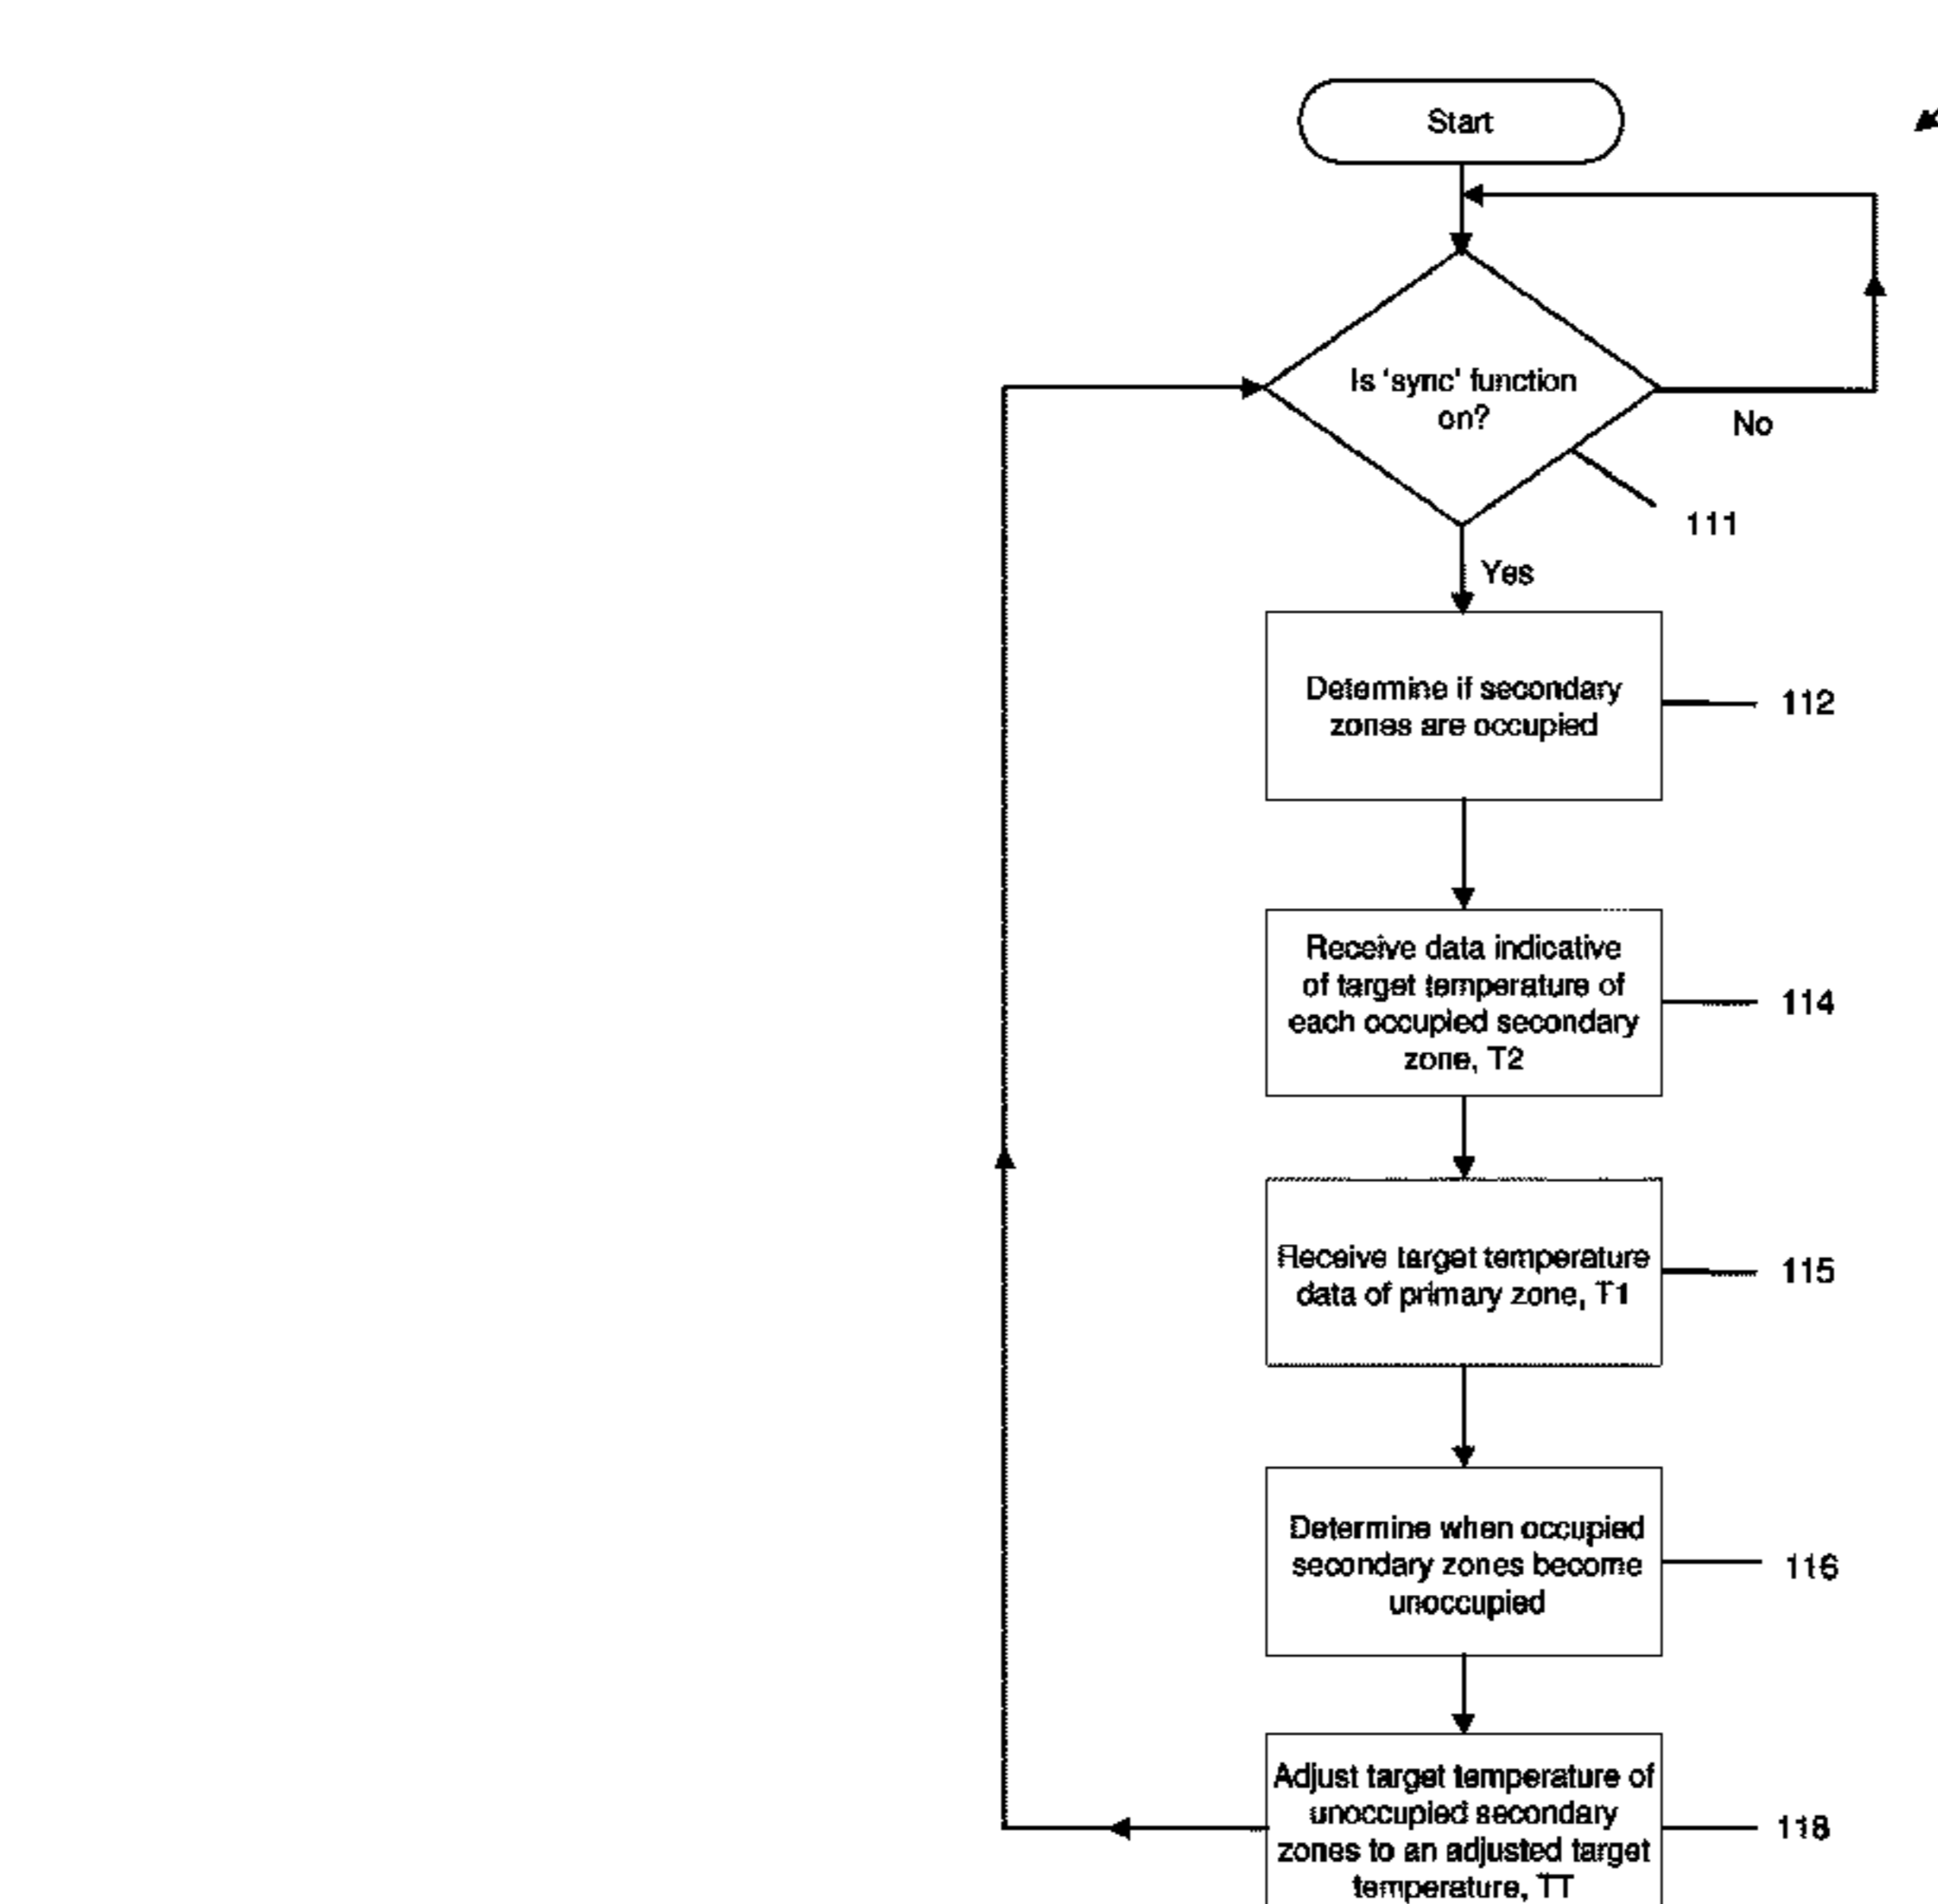 Start
Is 'sync' function
on?
No
111
Yes
Determine if secondary
zones are occupied
112
Receive data indicative
of target temperature of
each occupied secondary
zone, T2
114
Receive target temperature
data of primary zone, T1
115
Determine when occupied
secondary zones become
unoccupied
116
Adjust target temperature of
unoccupied secondary
zones to an adjusted target
temperature, TT
118